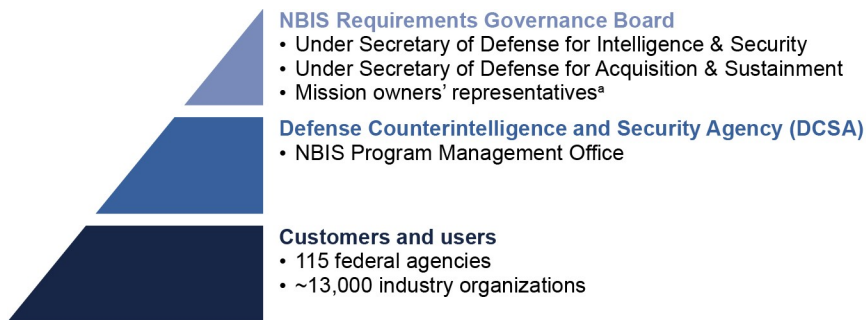 NBIS Requirements Governance Board
• Under Secretary of Defense for Intelligence & Security
• Under Secretary of Defense for Acquisition & Sustainment
• Mission owners’ representativesᵃ
Defense Counterintelligence and Security Agency (DCSA)
• NBIS Program Management Office
Customers and users
• 115 federal agencies
• ~13,000 industry organizations